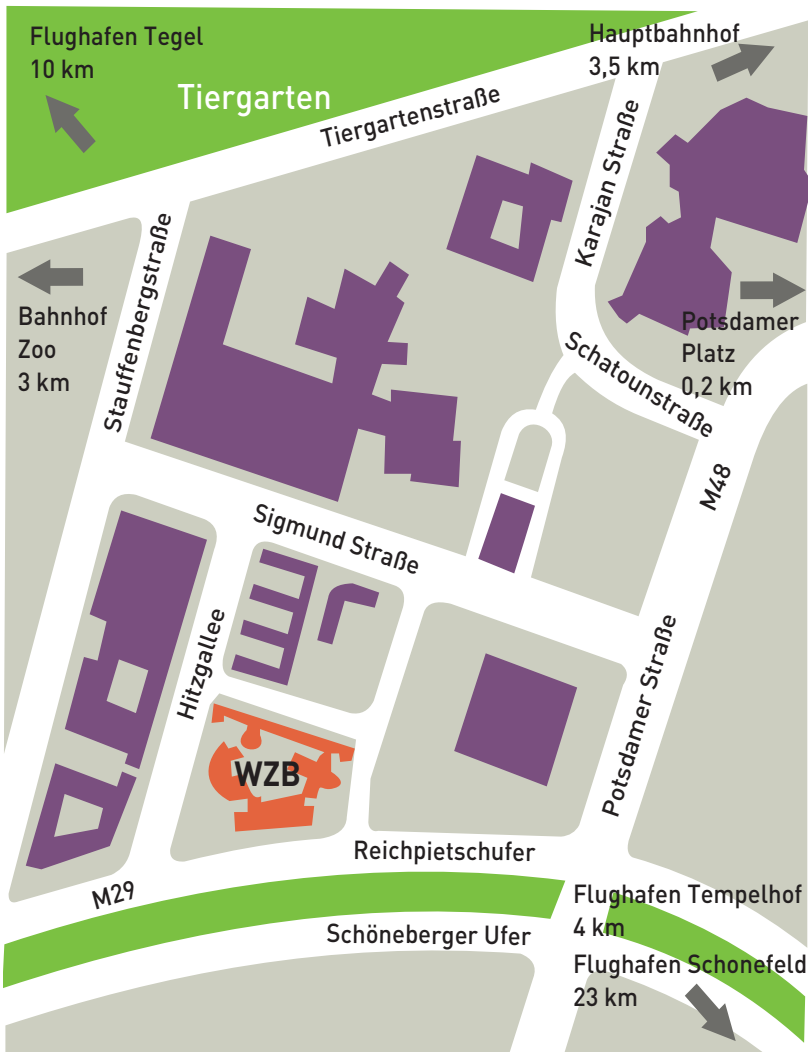 Flughafen Tegel
10 km
Tiergarten
Hauptbahnhof
3,5 km
Tiergartenstraße
Karajan Straße
Stauffenbergstraße
Bahnhof
Zoo
3 km
Potsdamer
Platz
0,2 km
Schatounstraße
M48
Sigmund Straße
Hitzgallee
Potsdamer Straße
WZB
Reichpietschufer
M29
Schöneberger Ufer
Flughafen Tempelhof
4 km
Flughafen Schonefeld
23 km